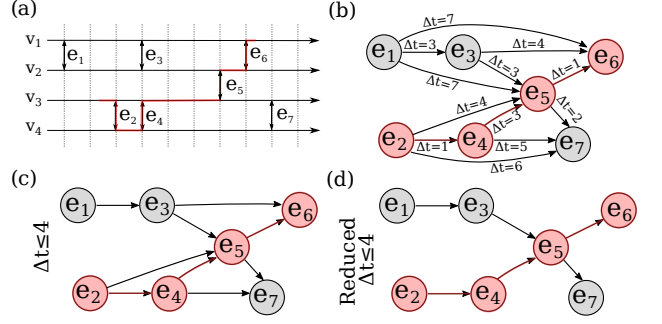 (a)
v1
v2
v3
v4
e1
e3
e6
e5
e2
e4
e7
(b)
Δt=7
e1
Δt=3
e3
Δt=4
e6
Δt=7
Δt=3
Δt=1
e5
Δt=4
Δt=3
Δt=2
e2
Δt=1
e4
Δt=5
e7
Δt=6
(c)
Δt≤4
e1
e3
e6
e5
e2
e4
e7
(d)
Reduced
Δt≤4
e1
e3
e6
e5
e2
e4
e7